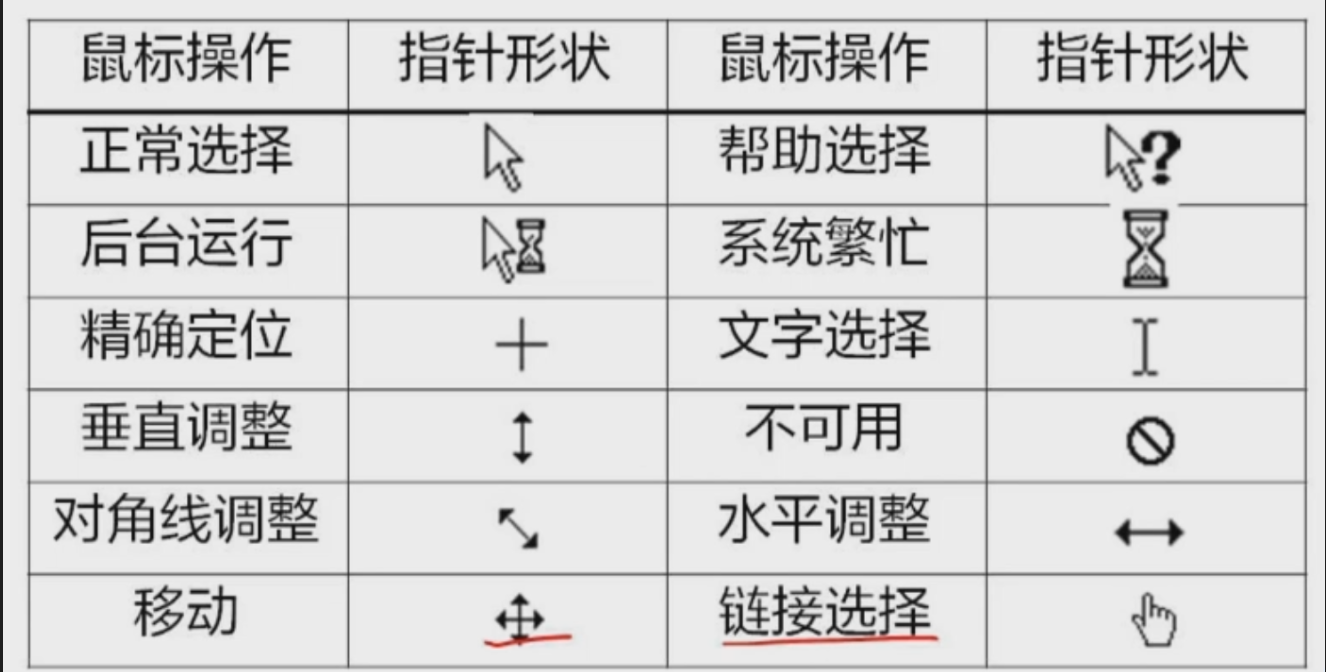 鼠标操作 指针形状 鼠标操作 指针形状
正常选择 帮助选择 ?
后台运行 系统繁忙
精确定位 文字选择
垂直调整 不可用
对角线调整 水平调整
移动 链接选择